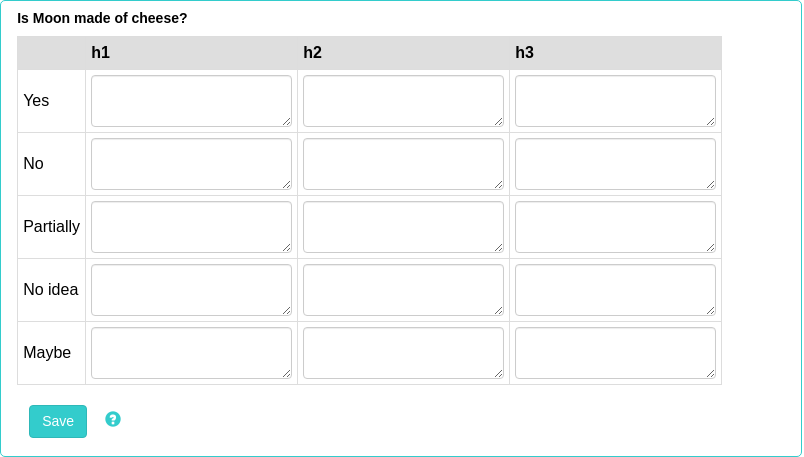 Is Moon made of cheese?
h1 h2 h3
Yes
No
Partially
No idea
Maybe
Save ?